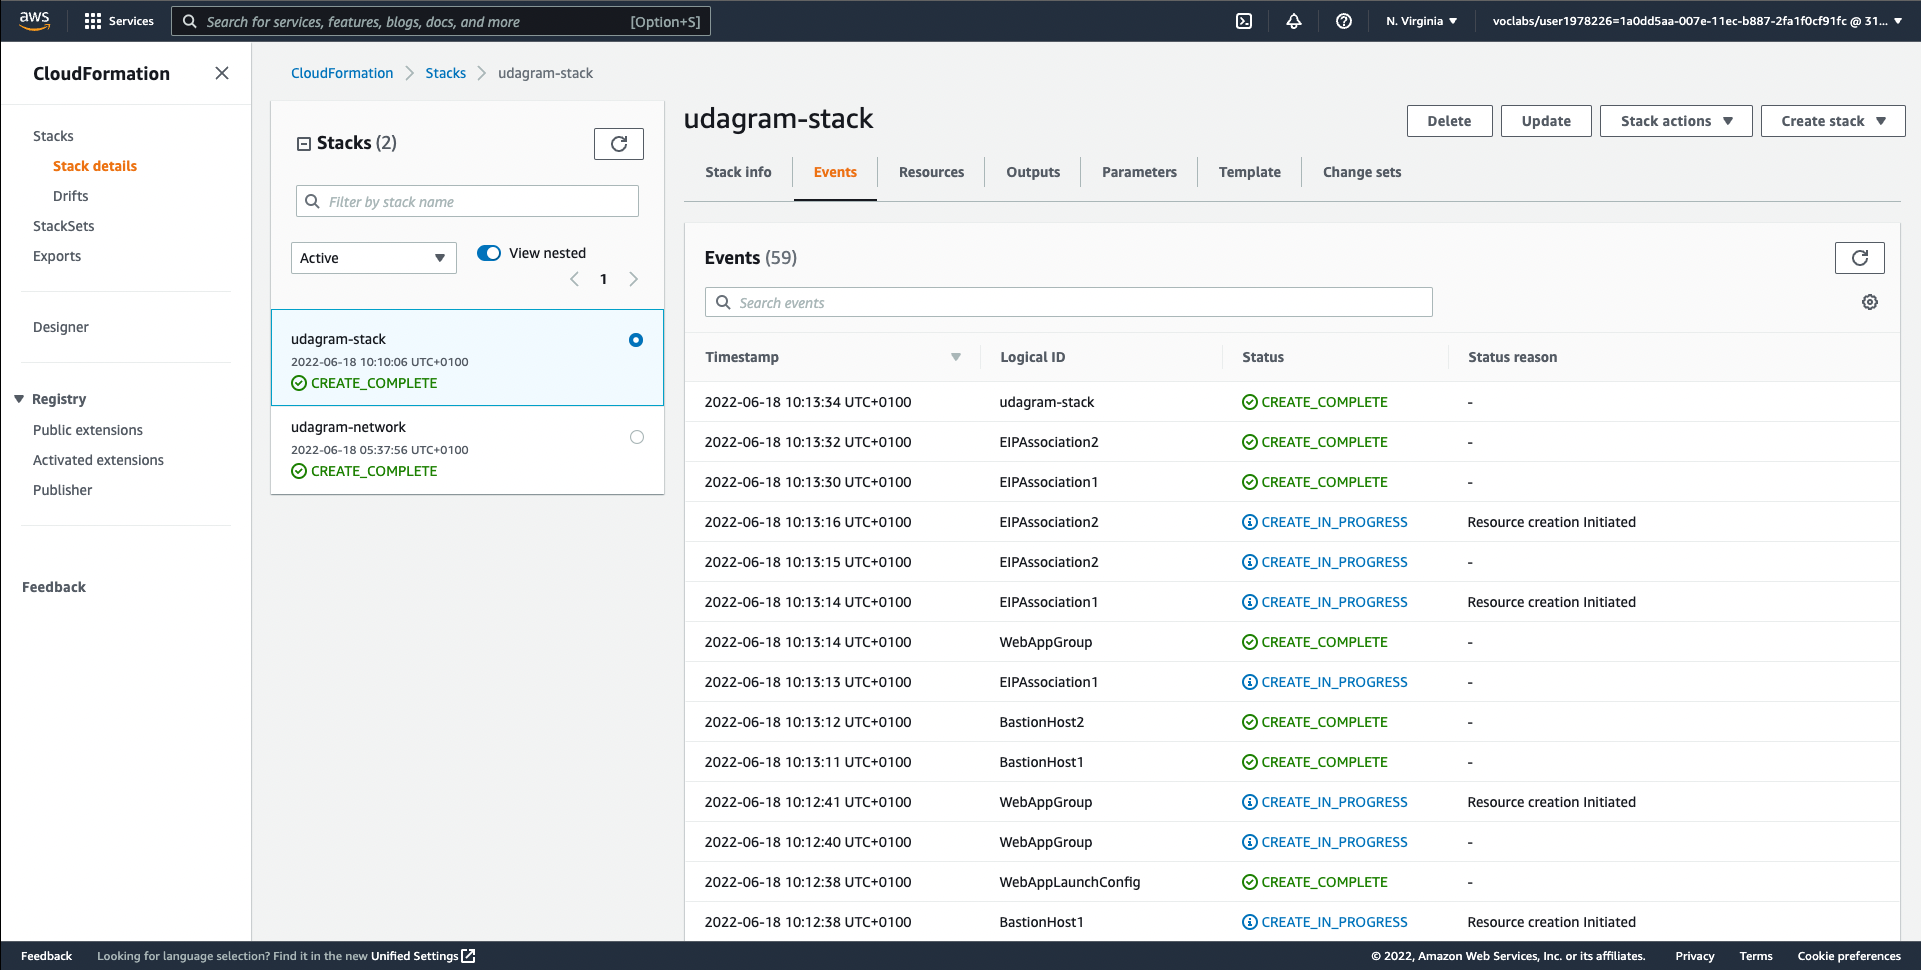 aws
Services
Search for services, features, blogs, docs, and more [Option+S]
N. Virginia
voclabs/user1978226=1a0dd5aa-007e-11ec-b887-2fa1f0cf91fc @ 31...
CloudFormation
Stacks
Stack details
Drifts
StackSets
Exports
Designer
Registry
Public extensions
Activated extensions
Publisher
Feedback
CloudFormation Stacks udagram-stack
Stacks (2)
Filter by stack name
Active
View nested
1
udagram-stack
2022-06-18 10:10:06 UTC+0100
CREATE_COMPLETE
udagram-network
2022-06-18 05:37:56 UTC+0100
CREATE_COMPLETE
udagram-stack
Delete Update Stack actions Create stack
Stack info Events Resources Outputs Parameters Template Change sets
Events (59)
Search events
Timestamp Logical ID Status Status reason
2022-06-18 10:13:34 UTC+0100 udagram-stack CREATE_COMPLETE -
2022-06-18 10:13:32 UTC+0100 EIPAssociation2 CREATE_COMPLETE -
2022-06-18 10:13:30 UTC+0100 EIPAssociation1 CREATE_COMPLETE -
2022-06-18 10:13:16 UTC+0100 EIPAssociation2 CREATE_IN_PROGRESS Resource creation Initiated
2022-06-18 10:13:15 UTC+0100 EIPAssociation2 CREATE_IN_PROGRESS -
2022-06-18 10:13:14 UTC+0100 EIPAssociation1 CREATE_IN_PROGRESS Resource creation Initiated
2022-06-18 10:13:14 UTC+0100 WebAppGroup CREATE_COMPLETE -
2022-06-18 10:13:13 UTC+0100 EIPAssociation1 CREATE_IN_PROGRESS -
2022-06-18 10:13:12 UTC+0100 BastionHost2 CREATE_COMPLETE -
2022-06-18 10:13:11 UTC+0100 BastionHost1 CREATE_COMPLETE -
2022-06-18 10:12:41 UTC+0100 WebAppGroup CREATE_IN_PROGRESS Resource creation Initiated
2022-06-18 10:12:40 UTC+0100 WebAppGroup CREATE_IN_PROGRESS -
2022-06-18 10:12:38 UTC+0100 WebAppLaunchConfig CREATE_COMPLETE -
2022-06-18 10:12:38 UTC+0100 BastionHost1 CREATE_IN_PROGRESS Resource creation Initiated
Feedback Looking for language selection? Find it in the new Unified Settings
© 2022, Amazon Web Services, Inc. or its affiliates. Privacy Terms Cookie preferences